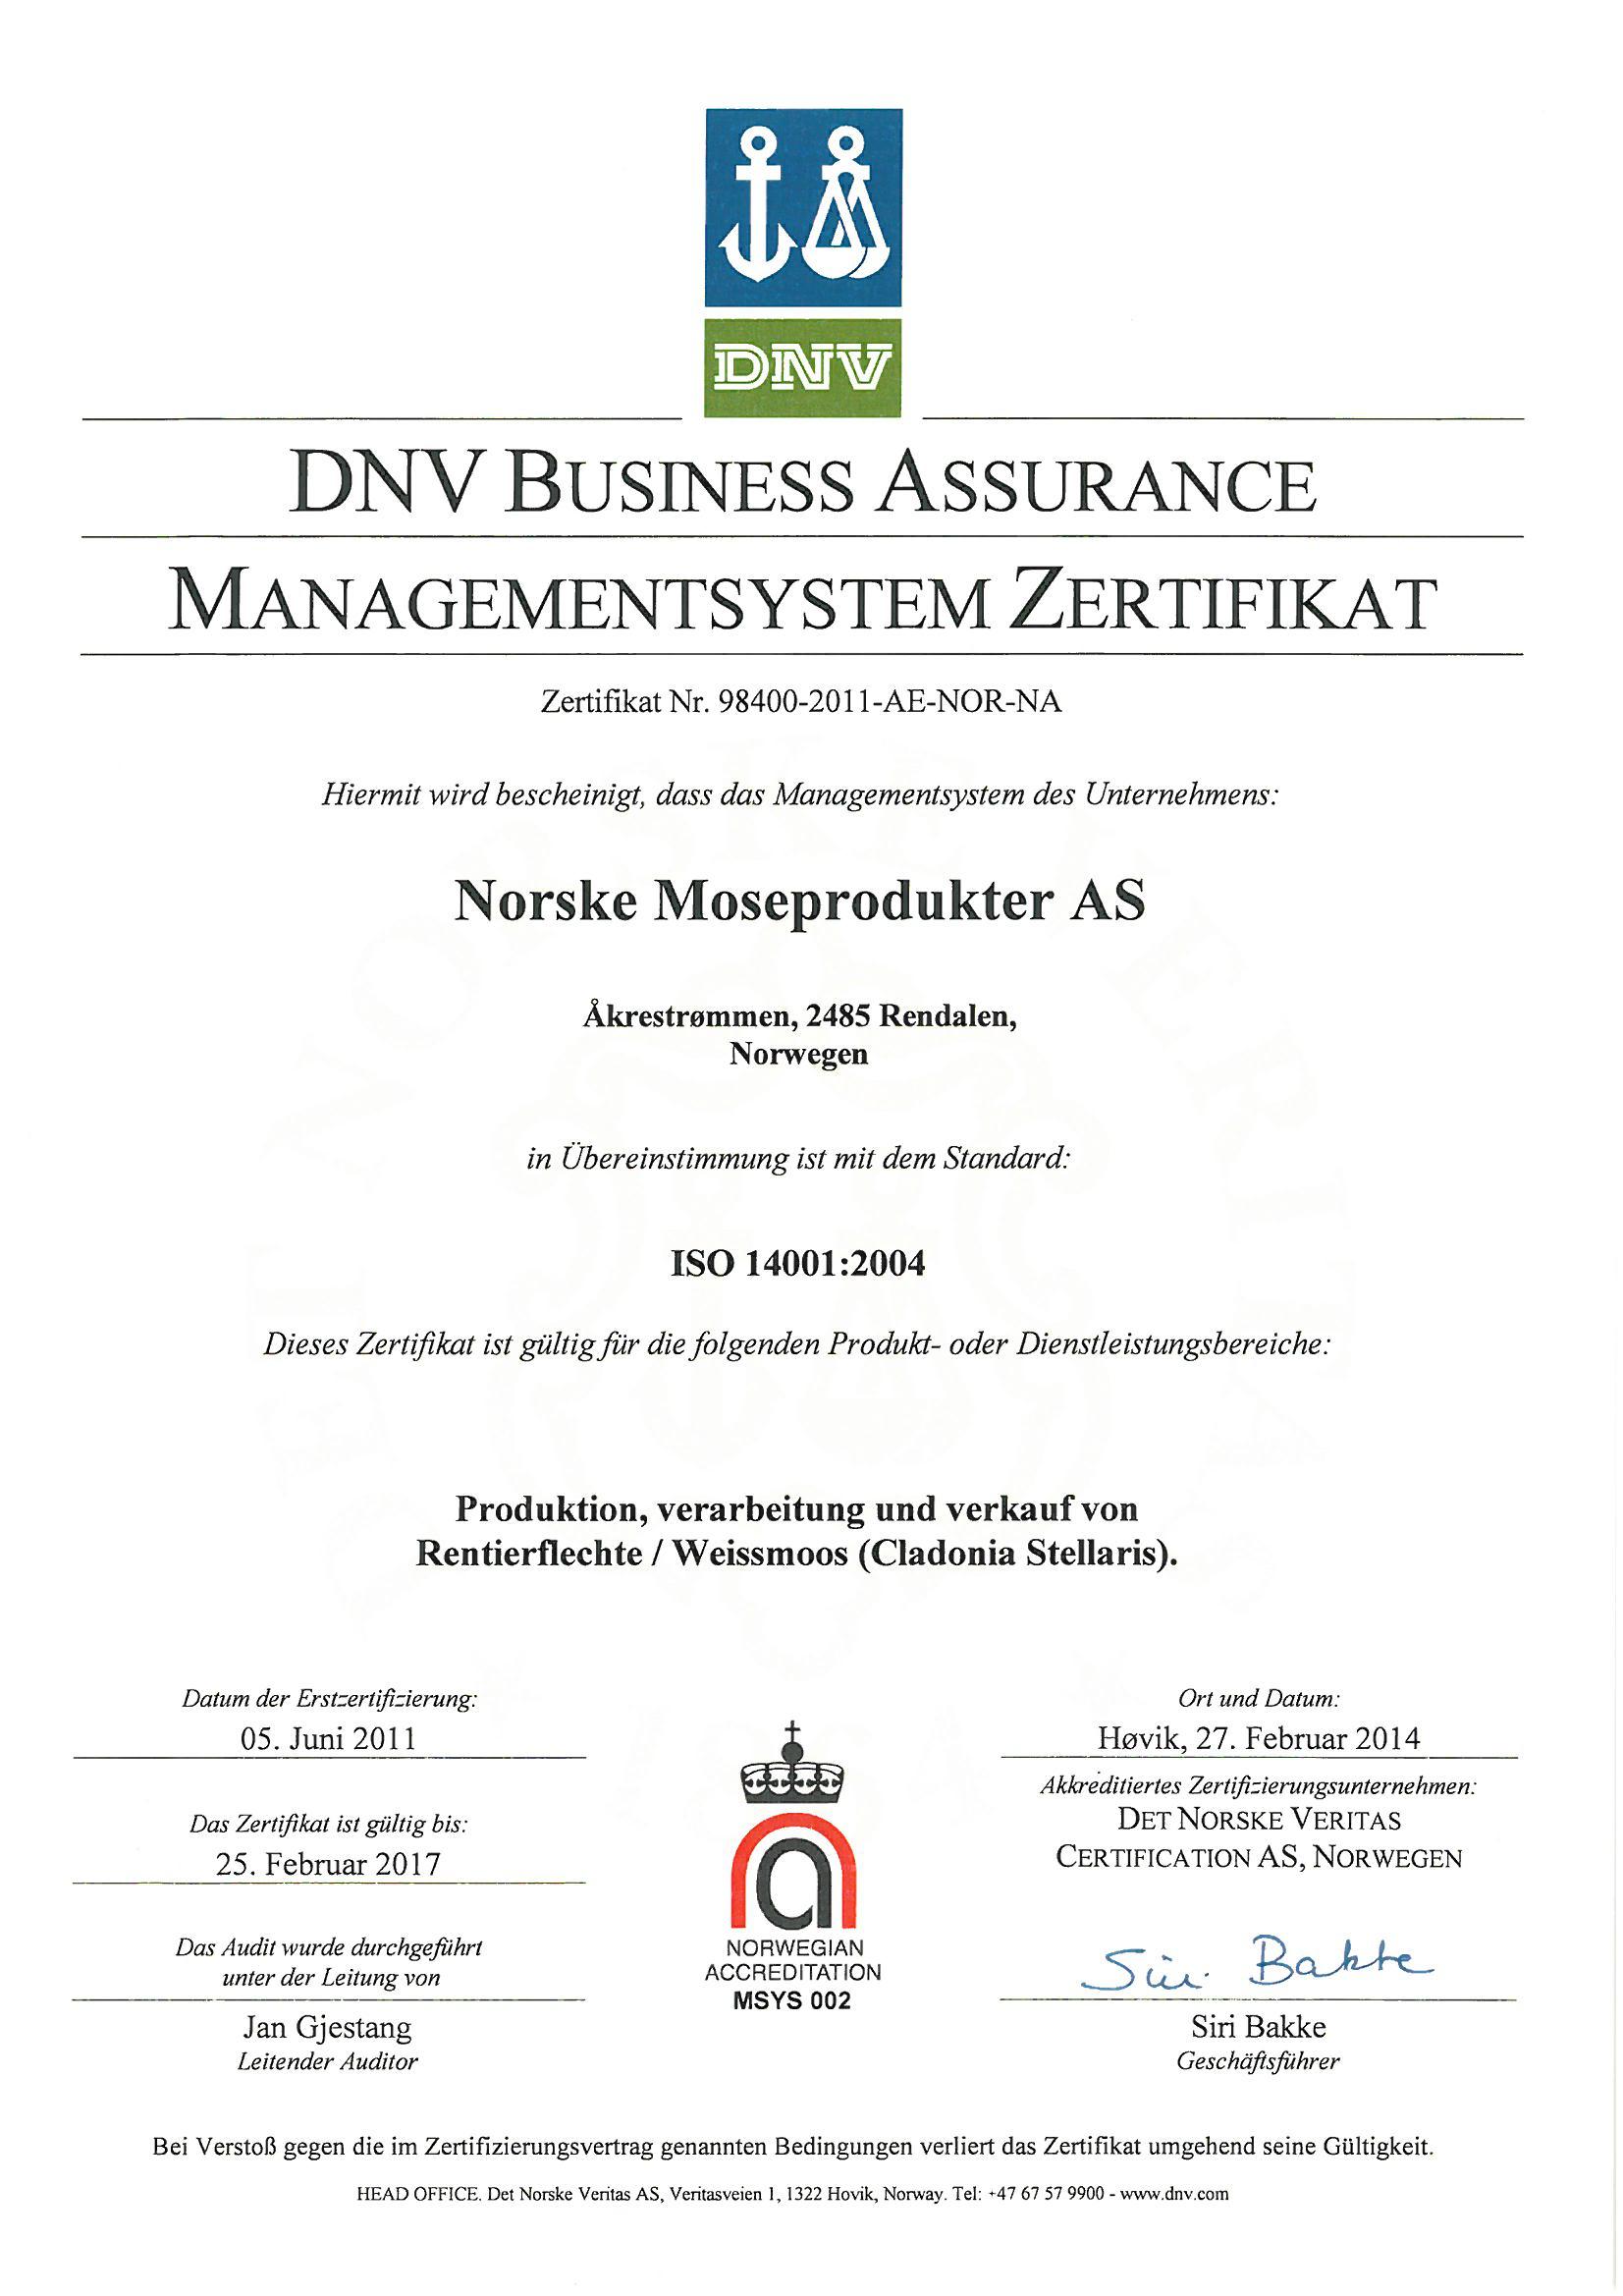 DNV
DNV BUSINESS ASSURANCE
MANAGEMENTSYSTEM ZERTIFIKAT
Zertifikat Nr. 98400-2011-AE-NOR-NA
Hiermit wird bescheinigt, dass das Managementsystem des Unternehmens:
Norske Moseprodukter AS
Åkrestrømmen, 2485 Rendalen,
Norwegen
in Übereinstimmung ist mit dem Standard:
ISO 14001:2004
Dieses Zertifikat ist gültig für die folgenden Produkt- oder Dienstleistungsbereiche:
Produktion, verarbeitung und verkauf von
Rentierflechte / Weissmoos (Cladonia Stellaris).
Datum der Erstzertifizierung:
05. Juni 2011
Das Zertifikat ist gültig bis:
25. Februar 2017
Das Audit wurde durchgeführt
unter der Leitung von
Jan Gjestang
Leitender Auditor
NORWEGIAN
ACCREDITATION
MSYS 002
Ort und Datum:
Høvik, 27. Februar 2014
Akkreditiertes Zertifizierungsunternehmen:
DET NORSKE VERITAS
CERTIFICATION AS, NORWEGEN
Siri Bakke
Siri Bakke
Geschäftsführer
Bei Verstoß gegen die im Zertifizierungsvertrag genannten Bedingungen verliert das Zertifikat umgehend seine Gültigkeit.
HEAD OFFICE. Det Norske Veritas AS, Veritasveien 1, 1322 Hovik, Norway. Tel: +47 67 57 9900 - www.dnv.com